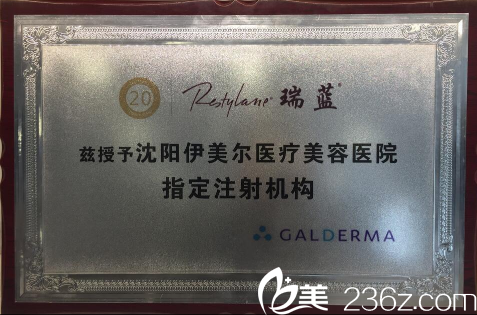 20 Restylane® 瑞蓝®
兹授予沈阳伊美尔医疗美容医院
指定注射机构
GALDERMA
美 236z.com